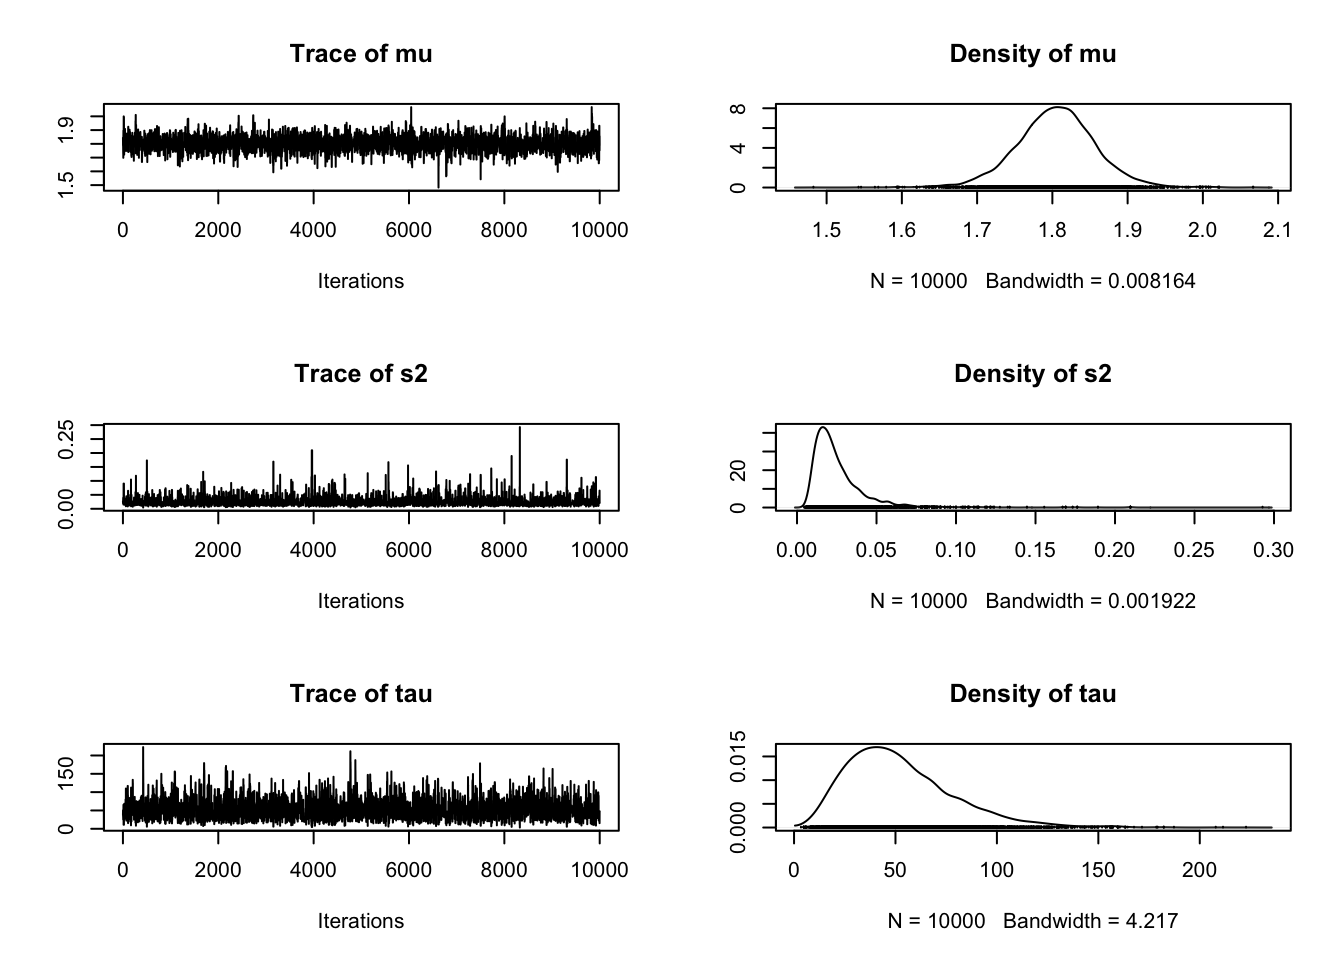 Trace of mu
1.9
1.5
0 2000 4000 6000 8000 10000
Iterations
Density of mu
8
4
0
1.5 1.6 1.7 1.8 1.9 2.0 2.1
N = 10000 Bandwidth = 0.008164
Trace of s2
0.25
0.00
0 2000 4000 6000 8000 10000
Iterations
Density of s2
20
0
0.00 0.05 0.10 0.15 0.20 0.25 0.30
N = 10000 Bandwidth = 0.001922
Trace of tau
150
0
0 2000 4000 6000 8000 10000
Iterations
Density of tau
0.015
0.000
0 50 100 150 200
N = 10000 Bandwidth = 4.217